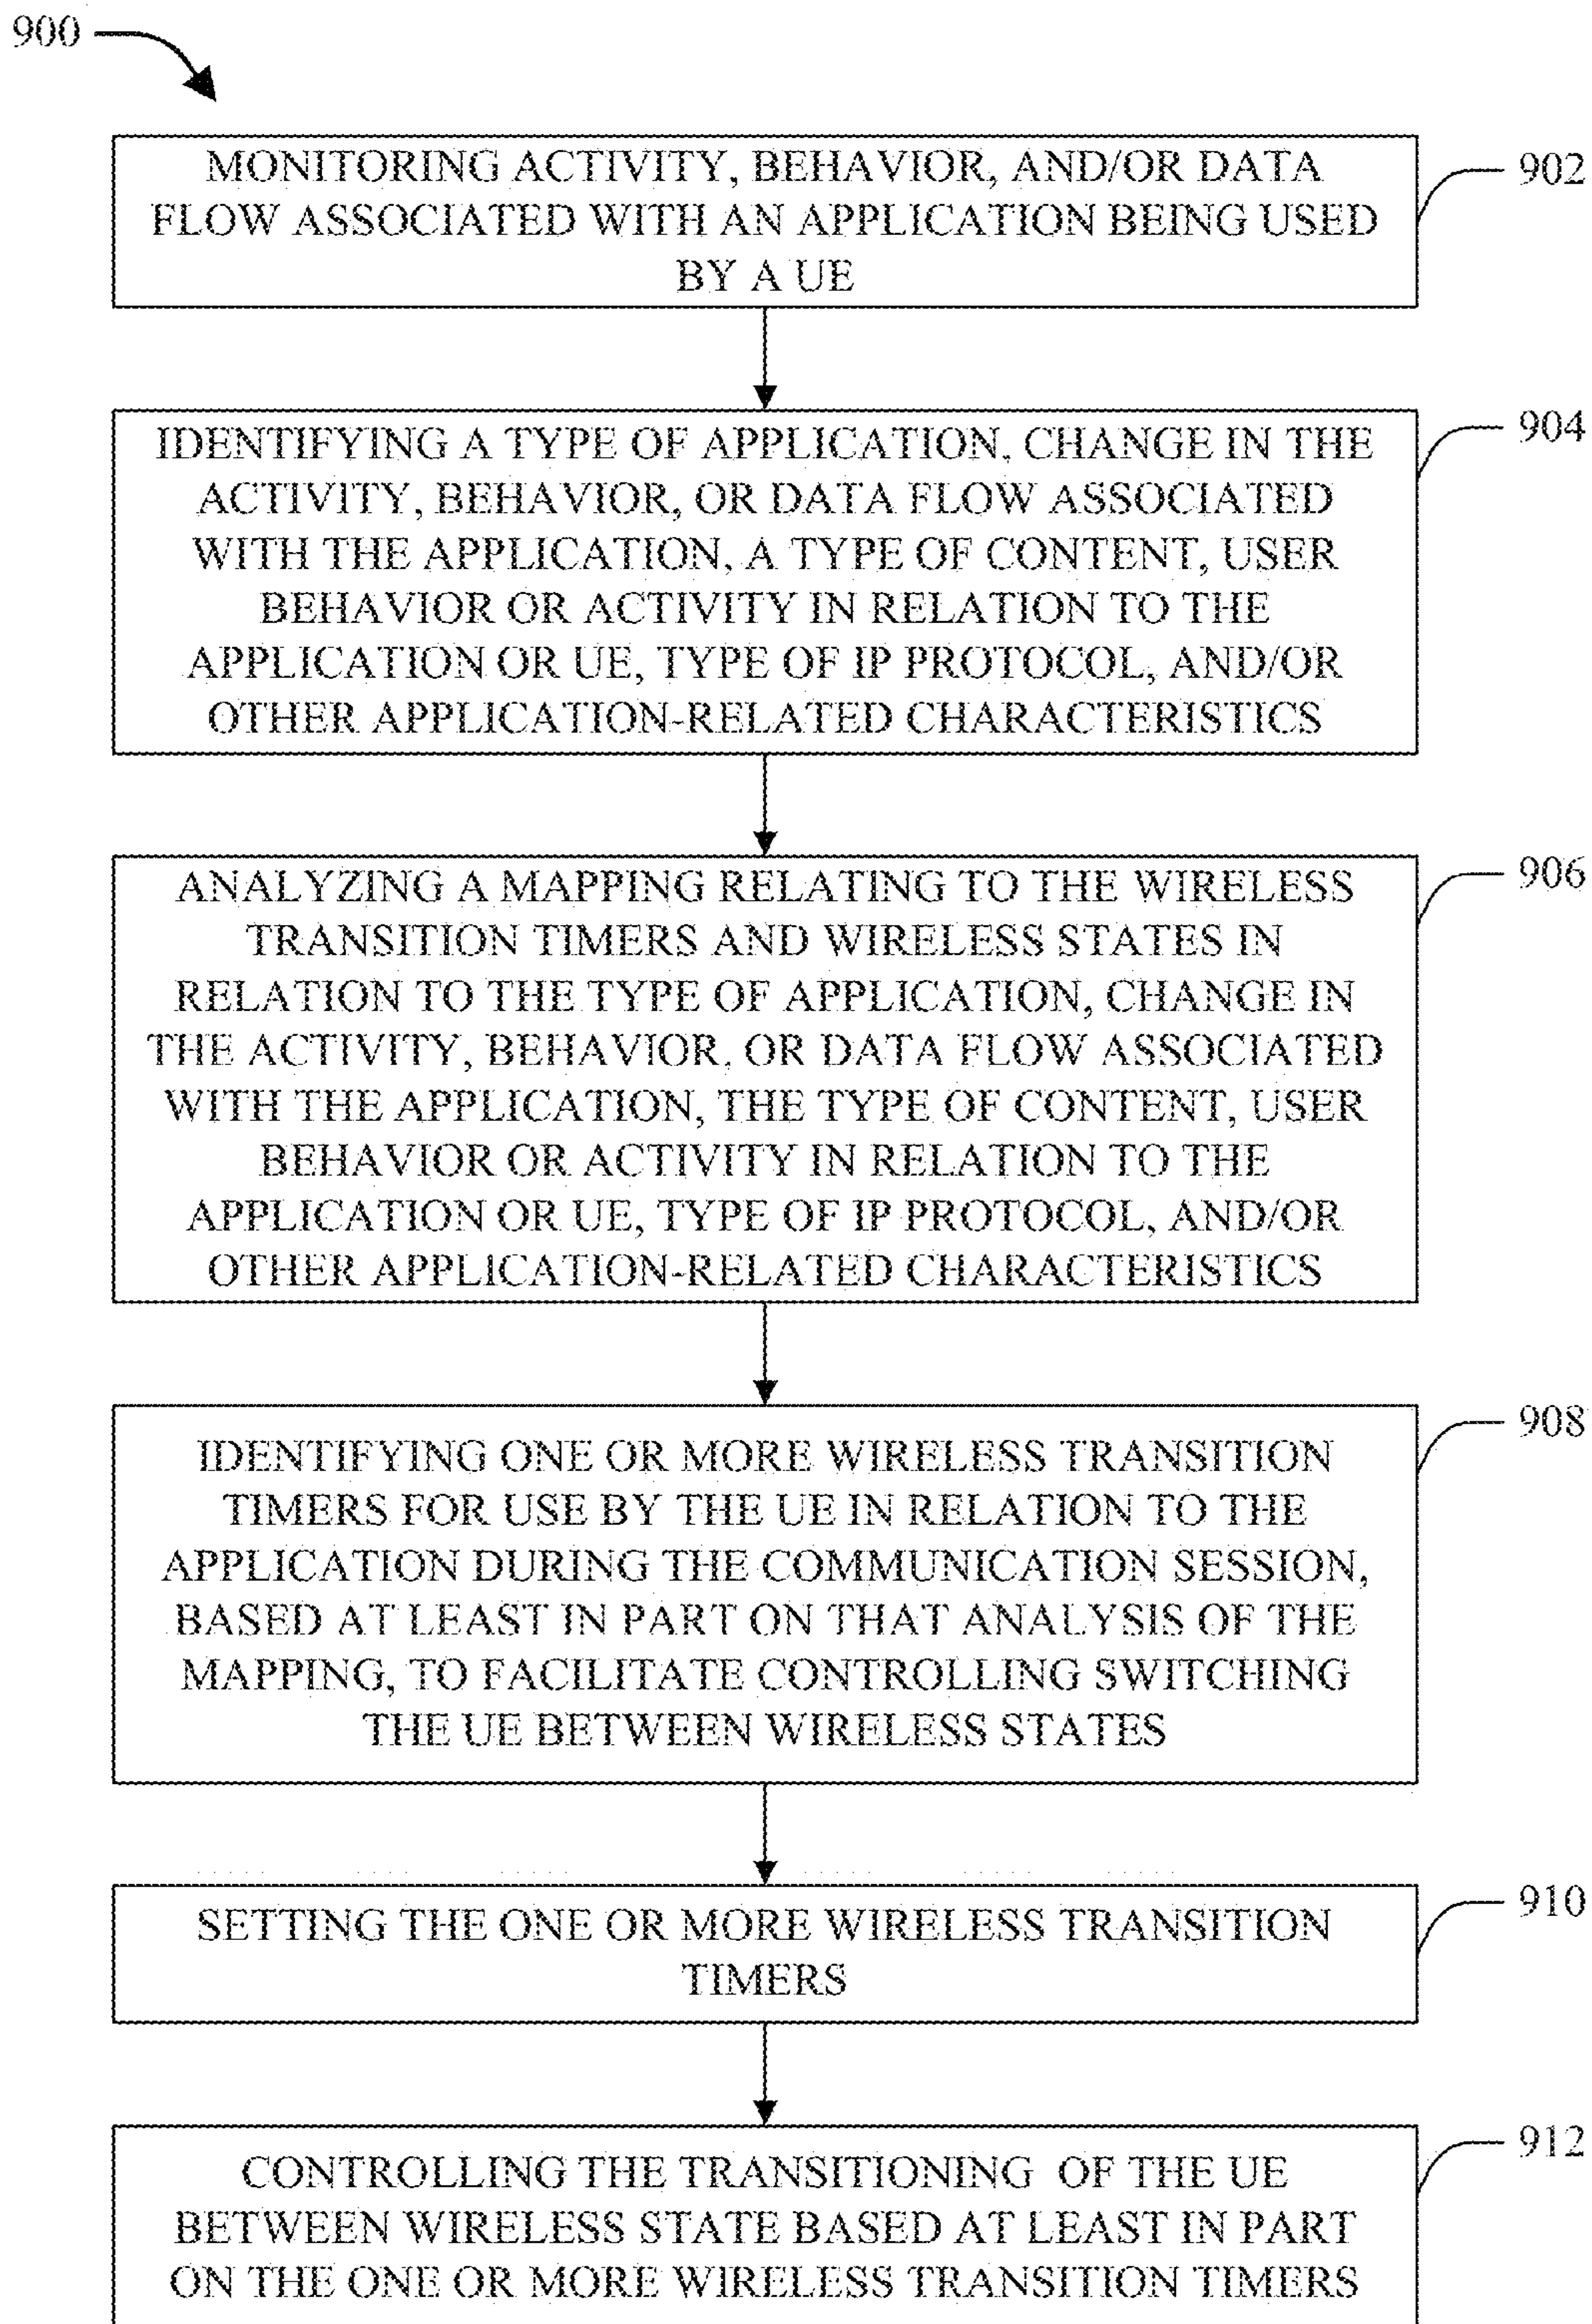 900
MONITORING ACTIVITY, BEHAVIOR, AND/OR DATA
FLOW ASSOCIATED WITH AN APPLICATION BEING USED
BY A UE
902
IDENTIFYING A TYPE OF APPLICATION, CHANGE IN THE
ACTIVITY, BEHAVIOR, OR DATA FLOW ASSOCIATED
WITH THE APPLICATION, A TYPE OF CONTENT, USER
BEHAVIOR OR ACTIVITY IN RELATION TO THE
APPLICATION OR UE, TYPE OF IP PROTOCOL, AND/OR
OTHER APPLICATION-RELATED CHARACTERISTICS
904
ANALYZING A MAPPING RELATING TO THE WIRELESS
TRANSITION TIMERS AND WIRELESS STATES IN
RELATION TO THE TYPE OF APPLICATION, CHANGE IN
THE ACTIVITY, BEHAVIOR, OR DATA FLOW ASSOCIATED
WITH THE APPLICATION, THE TYPE OF CONTENT, USER
BEHAVIOR OR ACTIVITY IN RELATION TO THE
APPLICATION OR UE, TYPE OF IP PROTOCOL, AND/OR
OTHER APPLICATION-RELATED CHARACTERISTICS
906
IDENTIFYING ONE OR MORE WIRELESS TRANSITION
TIMERS FOR USE BY THE UE IN RELATION TO THE
APPLICATION DURING THE COMMUNICATION SESSION,
BASED AT LEAST IN PART ON THAT ANALYSIS OF THE
MAPPING, TO FACILITATE CONTROLLING SWITCHING
THE UE BETWEEN WIRELESS STATES
908
SETTING THE ONE OR MORE WIRELESS TRANSITION
TIMERS
910
CONTROLLING THE TRANSITIONING OF THE UE
BETWEEN WIRELESS STATE BASED AT LEAST IN PART
ON THE ONE OR MORE WIRELESS TRANSITION TIMERS
912